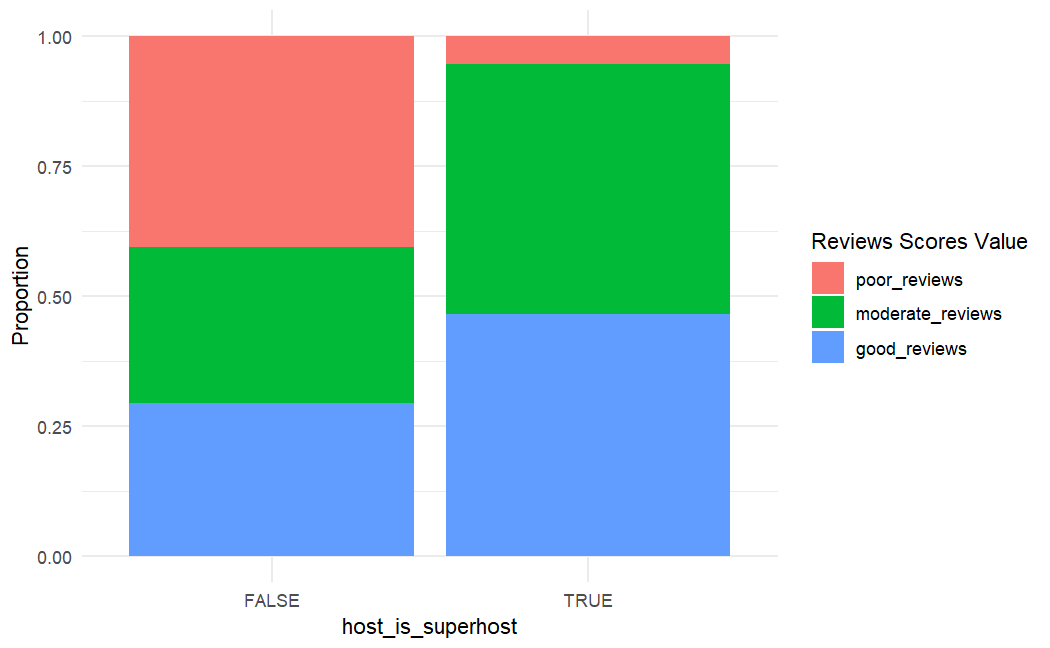 1.00
0.75
0.50
0.25
0.00
Proportion
FALSE
TRUE
host_is_superhost
Reviews Scores Value
poor_reviews
moderate_reviews
good_reviews